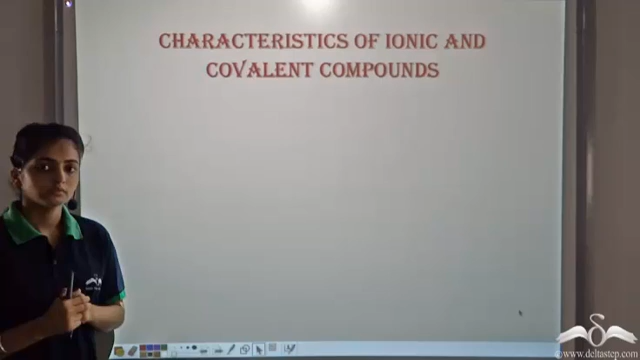 CHARACTERISTICS OF IONIC AND
COVALENT COMPOUNDS
©www.deltastep.com